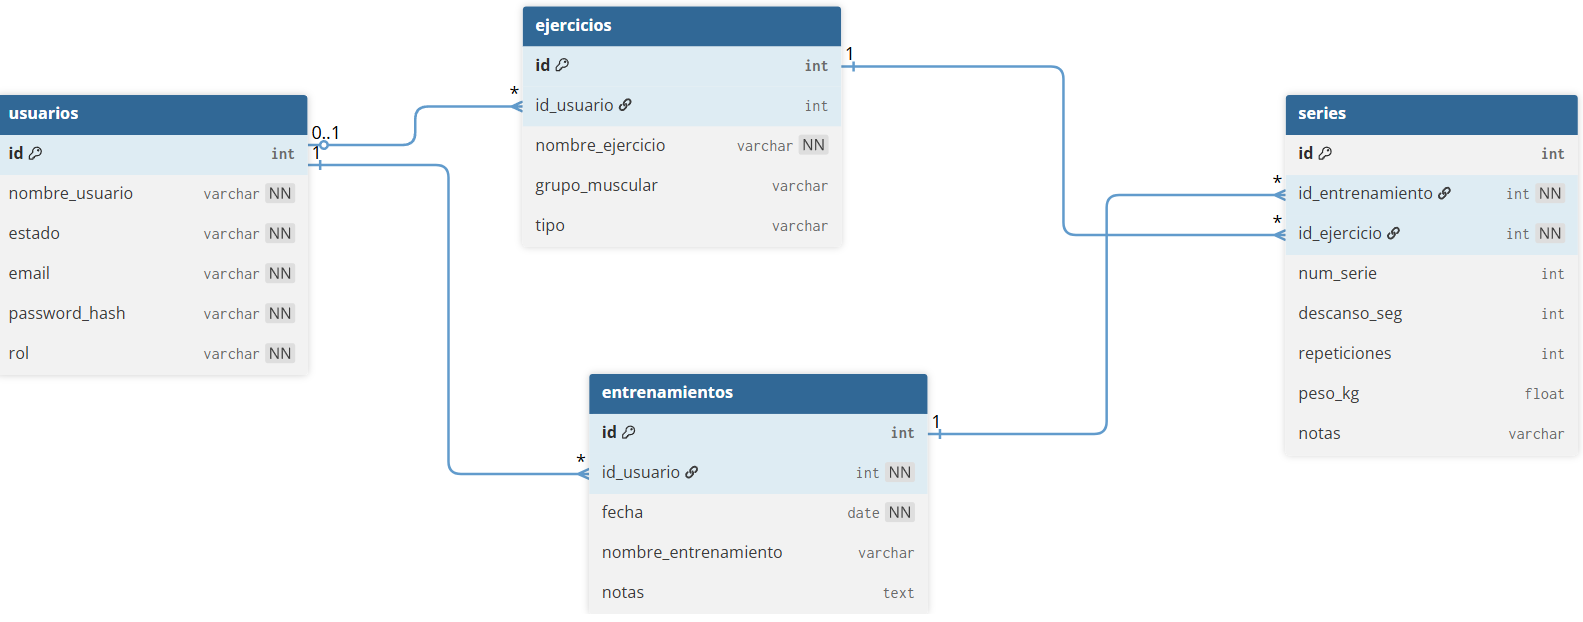 usuarios
id int
nombre_usuario varchar NN
estado varchar NN
email varchar NN
password_hash varchar NN
rol varchar NN
0..1
1
*
ejercicios
id int
id_usuario int
nombre_ejercicio varchar NN
grupo_muscular varchar
tipo varchar
1
*
entrenamientos
id int
id_usuario int NN
fecha date NN
nombre_entrenamiento varchar
notas text
1
*
*
series
id int
id_entrenamiento int NN
id_ejercicio int NN
num_serie int
descanso_seg int
repeticiones int
peso_kg float
notas varchar